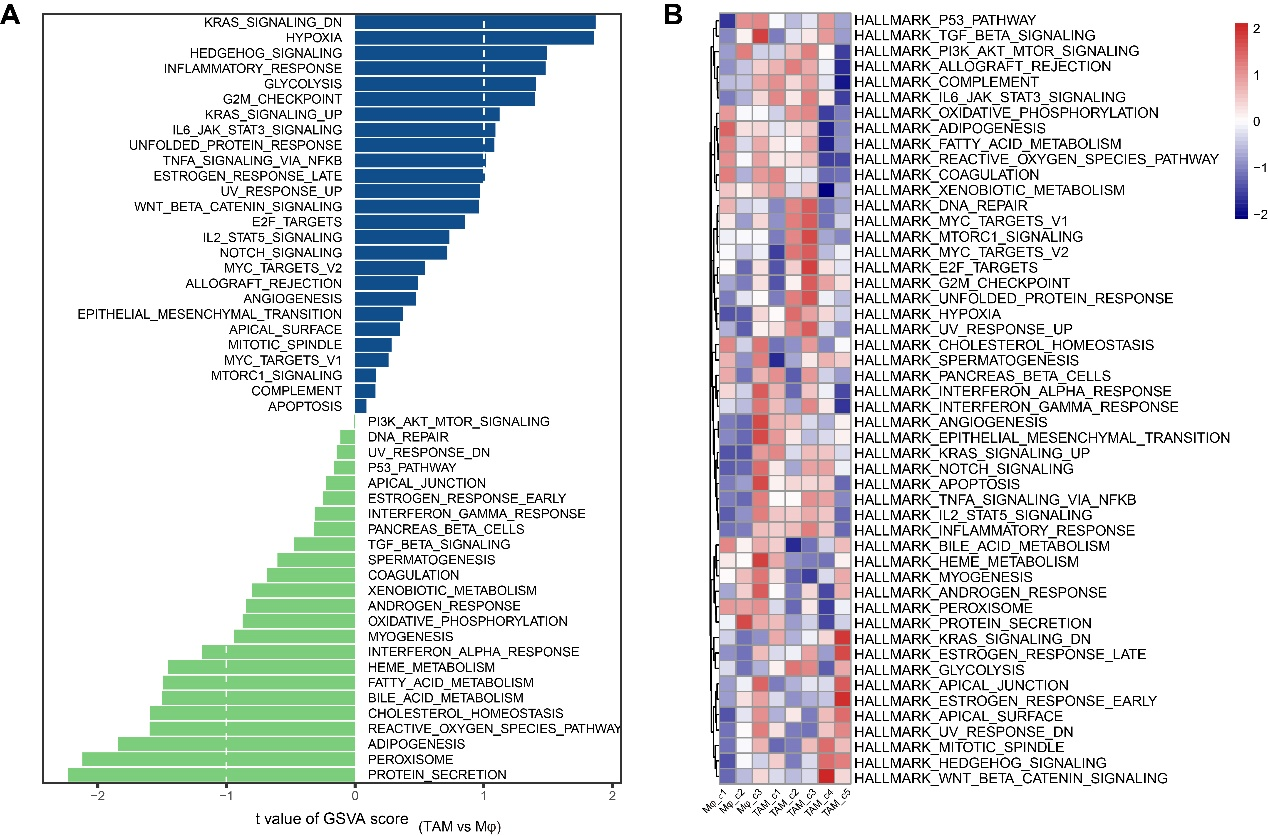 A
KRAS_SIGNALING_DN
HYPOXIA
HEDGEHOG_SIGNALING
INFLAMMATORY_RESPONSE
GLYCOLYSIS
G2M_CHECKPOINT
KRAS_SIGNALING_UP
IL6_JAK_STAT3_SIGNALING
UNFOLDED_PROTEIN_RESPONSE
TNFA_SIGNALING_VIA_NFKB
ESTROGEN_RESPONSE_LATE
UV_RESPONSE_UP
WNT_BETA_CATENIN_SIGNALING
E2F_TARGETS
IL2_STAT5_SIGNALING
NOTCH_SIGNALING
MYC_TARGETS_V2
ALLOGRAFT_REJECTION
ANGIOGENESIS
EPITHELIAL_MESENCHYMAL_TRANSITION
APICAL_SURFACE
MITOTIC_SPINDLE
MYC_TARGETS_V1
MTORC1_SIGNALING
COMPLEMENT
APOPTOSIS
PI3K_AKT_MTOR_SIGNALING
DNA_REPAIR
UV_RESPONSE_DN
P53_PATHWAY
APICAL_JUNCTION
ESTROGEN_RESPONSE_EARLY
INTERFERON_GAMMA_RESPONSE
PANCREAS_BETA_CELLS
TGF_BETA_SIGNALING
SPERMATOGENESIS
COAGULATION
XENOBIOTIC_METABOLISM
ANDROGEN_RESPONSE
OXIDATIVE_PHOSPHORYLATION
MYOGENESIS
INTERFERON_ALPHA_RESPONSE
HEME_METABOLISM
FATTY_ACID_METABOLISM
BILE_ACID_METABOLISM
CHOLESTEROL_HOMEOSTASIS
REACTIVE_OXYGEN_SPECIES_PATHWAY
ADIPOGENESIS
PEROXISOME
PROTEIN_SECRETION
−2 −1 0 1 2
t value of GSVA score (TAM vs Mφ)
B
HALLMARK_P53_PATHWAY
HALLMARK_TGF_BETA_SIGNALING
HALLMARK_PI3K_AKT_MTOR_SIGNALING
HALLMARK_ALLOGRAFT_REJECTION
HALLMARK_COMPLEMENT
HALLMARK_IL6_JAK_STAT3_SIGNALING
HALLMARK_OXIDATIVE_PHOSPHORYLATION
HALLMARK_ADIPOGENESIS
HALLMARK_FATTY_ACID_METABOLISM
HALLMARK_REACTIVE_OXYGEN_SPECIES_PATHWAY
HALLMARK_COAGULATION
HALLMARK_XENOBIOTIC_METABOLISM
HALLMARK_DNA_REPAIR
HALLMARK_MYC_TARGETS_V1
HALLMARK_MTORC1_SIGNALING
HALLMARK_MYC_TARGETS_V2
HALLMARK_E2F_TARGETS
HALLMARK_G2M_CHECKPOINT
HALLMARK_UNFOLDED_PROTEIN_RESPONSE
HALLMARK_HYPOXIA
HALLMARK_UV_RESPONSE_UP
HALLMARK_CHOLESTEROL_HOMEOSTASIS
HALLMARK_SPERMATOGENESIS
HALLMARK_PANCREAS_BETA_CELLS
HALLMARK_INTERFERON_ALPHA_RESPONSE
HALLMARK_INTERFERON_GAMMA_RESPONSE
HALLMARK_ANGIOGENESIS
HALLMARK_EPITHELIAL_MESENCHYMAL_TRANSITION
HALLMARK_KRAS_SIGNALING_UP
HALLMARK_NOTCH_SIGNALING
HALLMARK_APOPTOSIS
HALLMARK_TNFA_SIGNALING_VIA_NFKB
HALLMARK_IL2_STAT5_SIGNALING
HALLMARK_INFLAMMATORY_RESPONSE
HALLMARK_BILE_ACID_METABOLISM
HALLMARK_HEME_METABOLISM
HALLMARK_MYOGENESIS
HALLMARK_ANDROGEN_RESPONSE
HALLMARK_PEROXISOME
HALLMARK_PROTEIN_SECRETION
HALLMARK_KRAS_SIGNALING_DN
HALLMARK_ESTROGEN_RESPONSE_LATE
HALLMARK_GLYCOLYSIS
HALLMARK_APICAL_JUNCTION
HALLMARK_ESTROGEN_RESPONSE_EARLY
HALLMARK_APICAL_SURFACE
HALLMARK_UV_RESPONSE_DN
HALLMARK_MITOTIC_SPINDLE
HALLMARK_HEDGEHOG_SIGNALING
HALLMARK_WNT_BETA_CATENIN_SIGNALING
Mφ_c1 Mφ_c2 Mφ_c3 TAM_c1 TAM_c2 TAM_c3 TAM_c4 TAM_c5
2
1
0
−1
−2